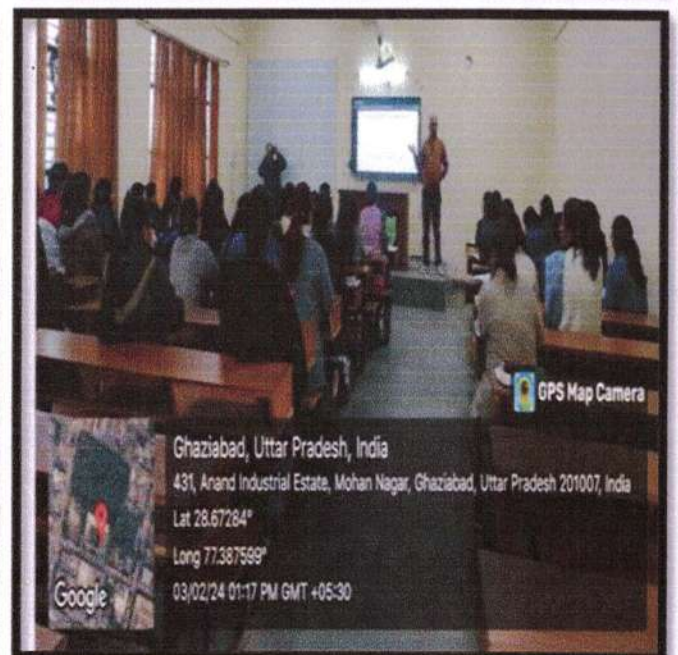 GPS Map Camera
Ghaziabad, Uttar Pradesh, India
431, Anand Industrial Estate, Mohan Nagar, Ghaziabad, Uttar Pradesh 201007, India
Lat 28.67284°
Long 77.387599°
03/02/24 01:17 PM GMT +05:30
Google